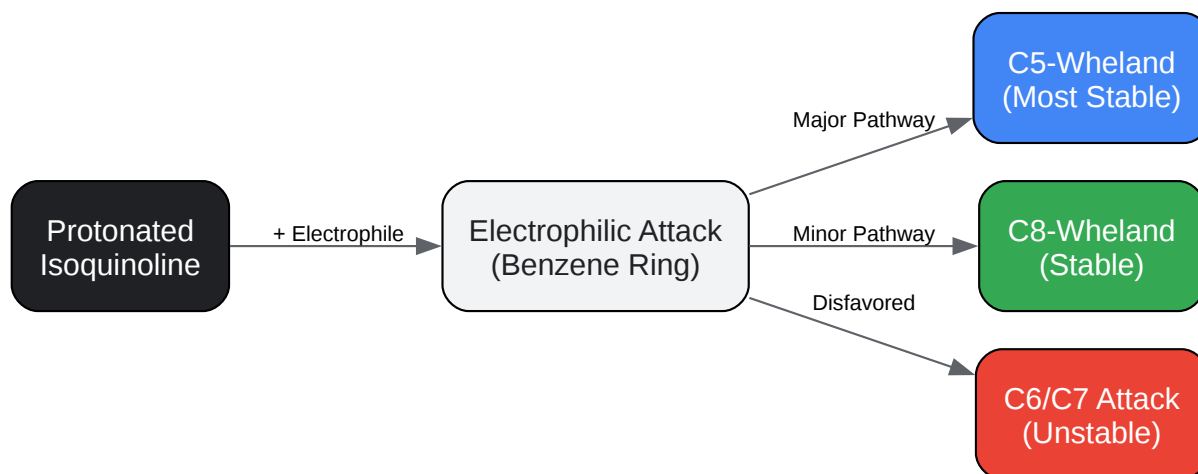 Protonated
Isoquinoline
+ Electrophile
Electrophilic Attack
(Benzene Ring)
Major Pathway
C5-Wheland
(Most Stable)
Minor Pathway
C8-Wheland
(Stable)
Disfavored
C6/C7 Attack
(Unstable)